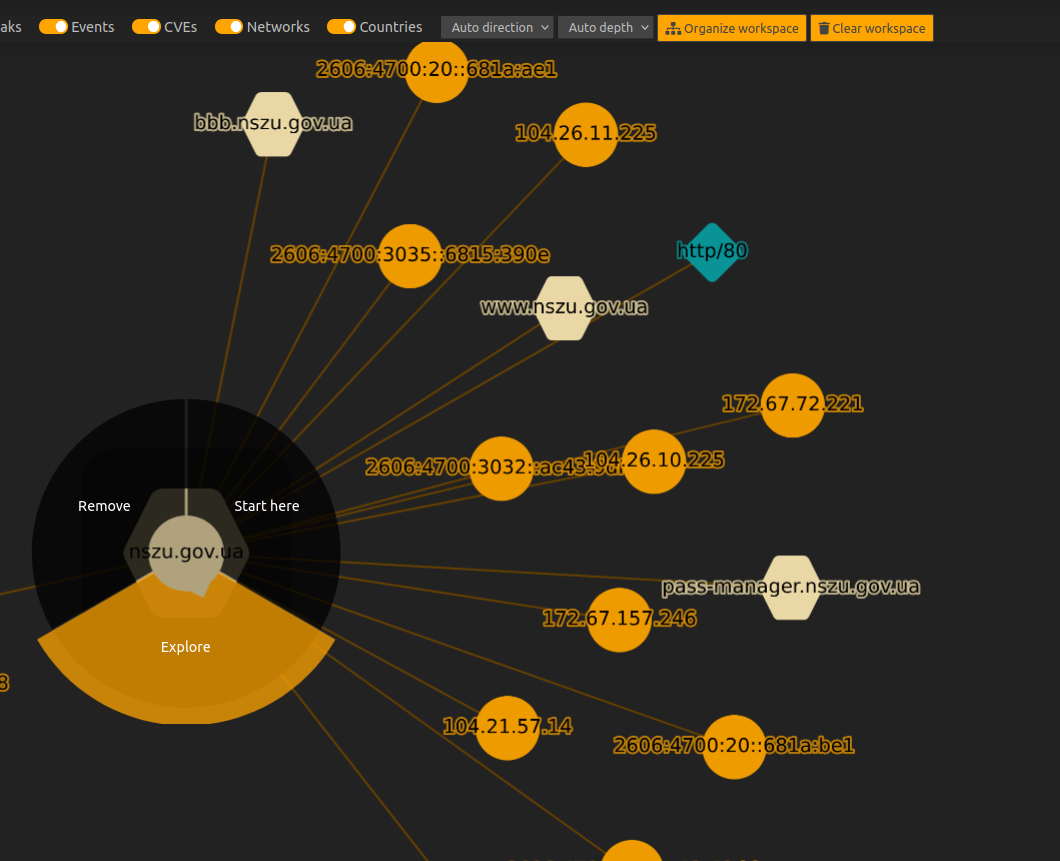 aks Events CVEs Networks Countries Auto direction Auto depth Organize workspace Clear workspace
2606:4700:20::681a:ae1
bbb.nszu.gov.ua
104.26.11.225
http/80
2606:4700:3035::6815:390e
www.nszu.gov.ua
172.67.72.221
104.26.10.225
2606:4700:3032::ac43:9d
Remove Start here
nszu.gov.ua
pass-manager.nszu.gov.ua
172.67.157.246
Explore
8
104.21.57.14
2606:4700:20::681a:be1